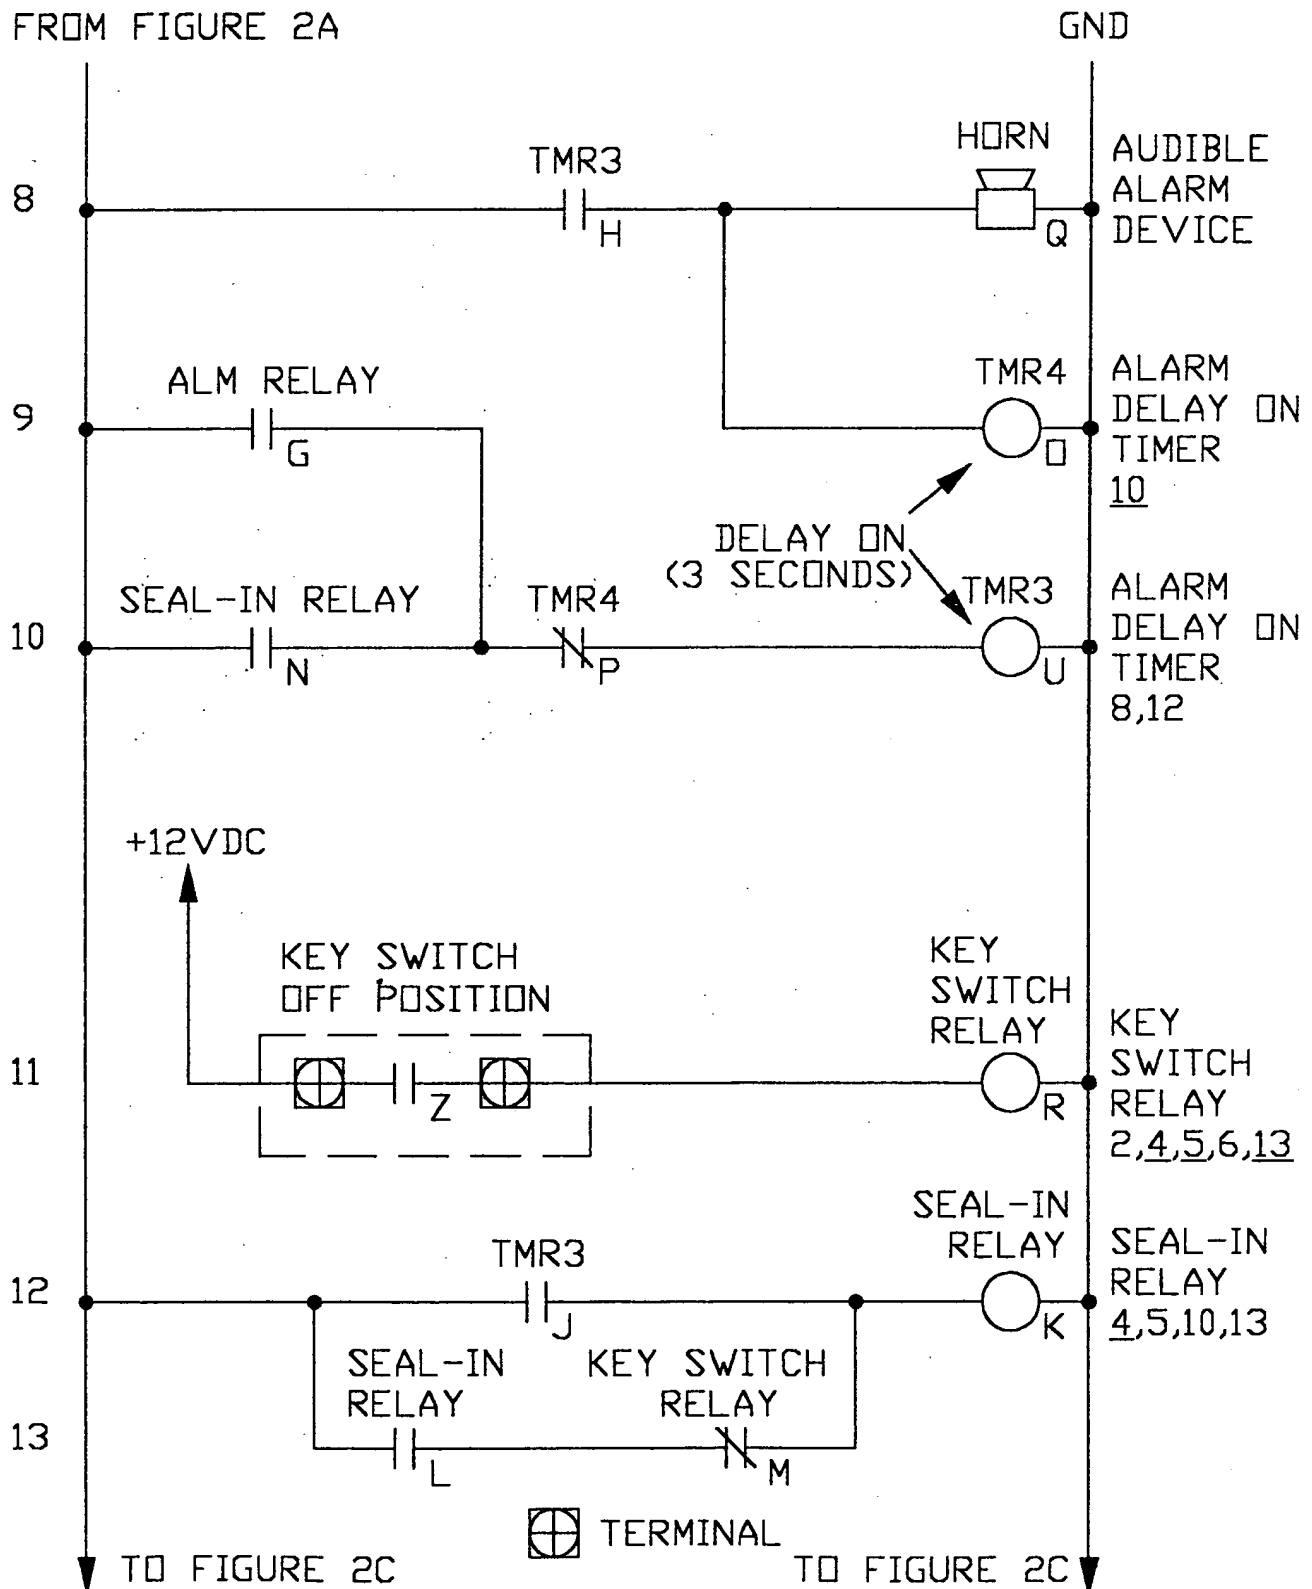 FROM FIGURE 2A
GND
8
TMR3
H
HORN
Q
AUDIBLE
ALARM
DEVICE
9
ALM RELAY
G
TMR4
O
ALARM
DELAY ON
TIMER
10
DELAY ON
(3 SECONDS)
10
SEAL-IN RELAY
N
TMR4
P
TMR3
U
ALARM
DELAY ON
TIMER
8,12
+12VDC
11
KEY SWITCH
OFF POSITION
Z
KEY
SWITCH
RELAY
R
KEY
SWITCH
RELAY
2,4,5,6,13
12
TMR3
J
SEAL-IN
RELAY
K
SEAL-IN
RELAY
4,5,10,13
13
SEAL-IN
RELAY
L
KEY SWITCH
RELAY
M
TERMINAL
TO FIGURE 2C
TO FIGURE 2C